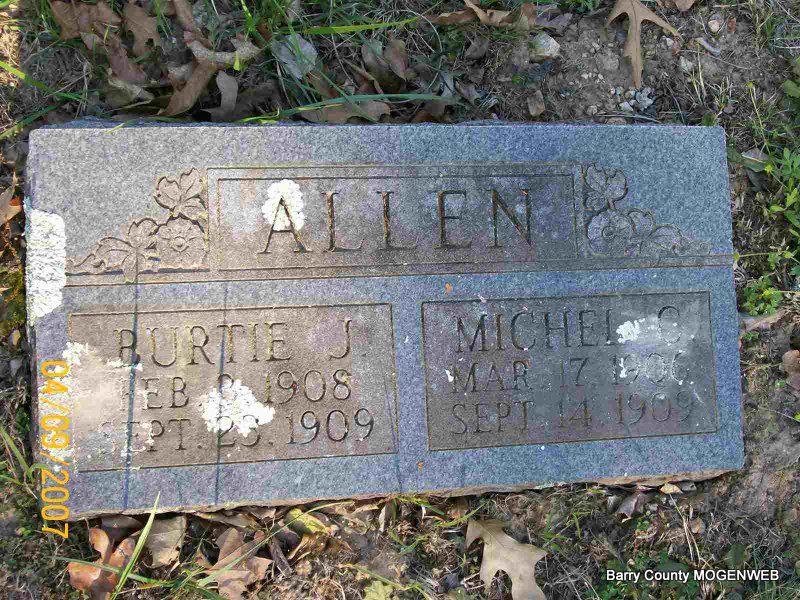 ALLEN
BURTIE J.
FEB 8 1908
SEPT. 23. 1909
MICHEL C
MAR 17 1906
SEPT. 14. 1909
04/09/2007
Barry County MOGENWEB